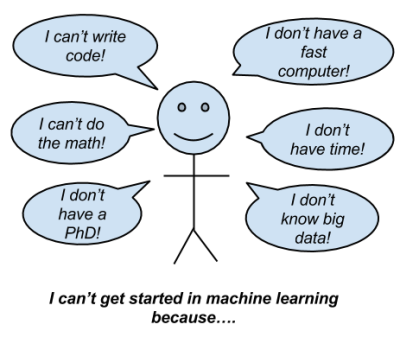 I can't write
code!
I don't have a
fast
computer!
I can't do
the math!
I don't
have time!
I don't
have a
PhD!
I don't
know big
data!
I can't get started in machine learning
because....